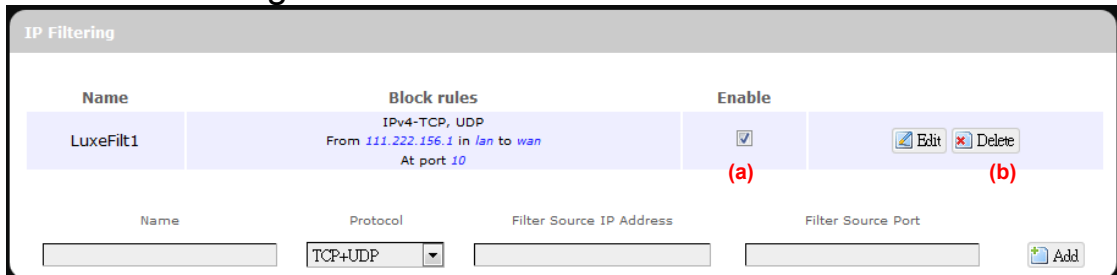 IP Filtering
Name Block rules Enable
IPv4-TCP, UDP
LuxeFilt1 From 111.222.156.1 in lan to wan Edit Delete
At port 10
(a) (b)
Name Protocol Filter Source IP Address Filter Source Port
TCP+UDP Add